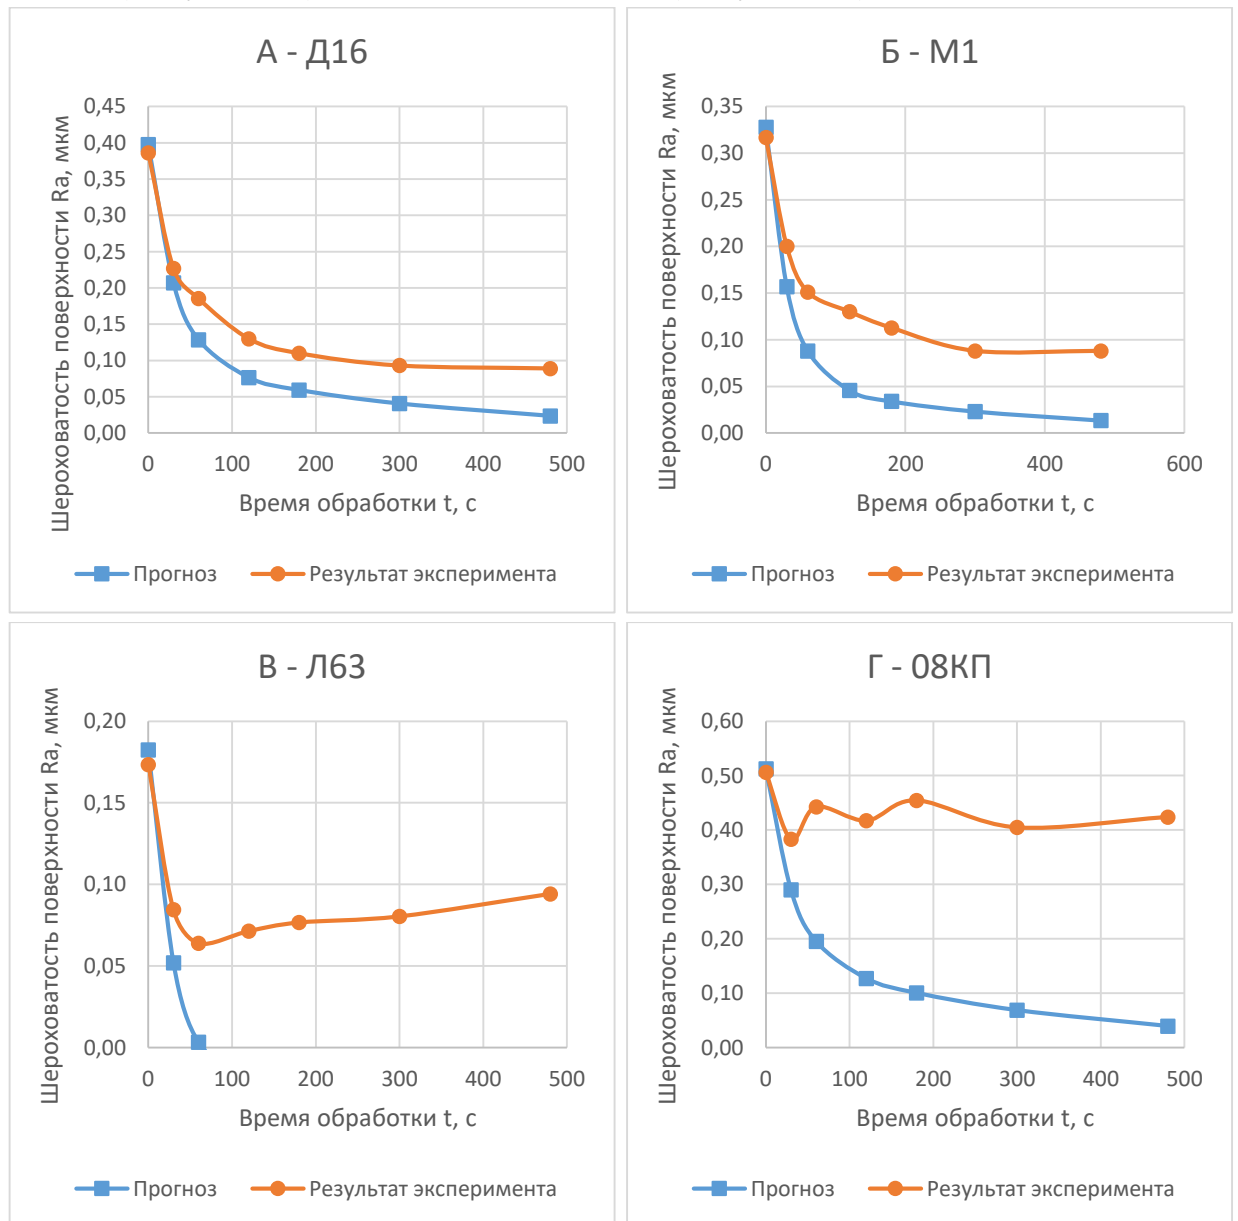 А - Д16
Шероховатость поверхности Ra, мкм
0,45
0,40
0,35
0,30
0,25
0,20
0,15
0,10
0,05
0,00
0 100 200 300 400 500
Время обработки t, с
Прогноз Результат эксперимента
Б - М1
Шероховатость поверхности Ra, мкм
0,35
0,30
0,25
0,20
0,15
0,10
0,05
0,00
0 200 400 600
Время обработки t, с
Прогноз Результат эксперимента
В - Л63
Шероховатость поверхности Ra, мкм
0,20
0,15
0,10
0,05
0,00
0 100 200 300 400 500
Время обработки t, с
Прогноз Результат эксперимента
Г - 08КП
Шероховатость поверхности Ra, мкм
0,60
0,50
0,40
0,30
0,20
0,10
0,00
0 100 200 300 400 500
Время обработки t, с
Прогноз Результат эксперимента